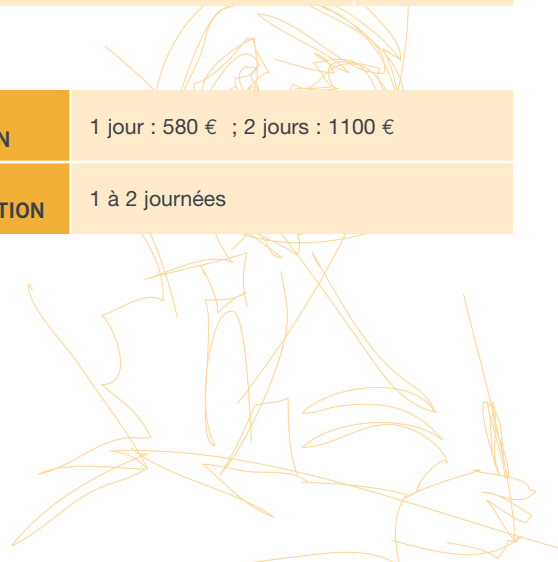 N
1 jour : 580 € ; 2 jours : 1100 €
TION
1 à 2 journées